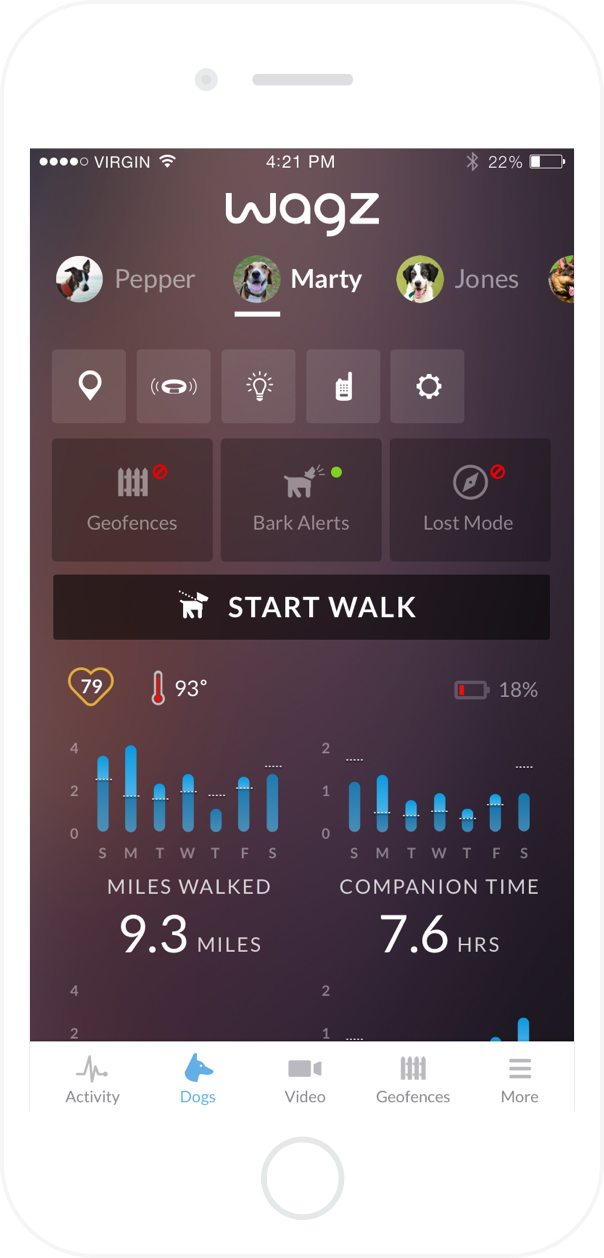 VIRGIN 4:21 PM 22%
wagz
Pepper Marty Jones
Geofences Bark Alerts Lost Mode
START WALK
79 93° 18%
4 2
2 1
0 0
S M T W T F S S M T W T F S
MILES WALKED COMPANION TIME
9.3 MILES 7.6 HRS
4 2
2 1
Activity Dogs Video Geofences More